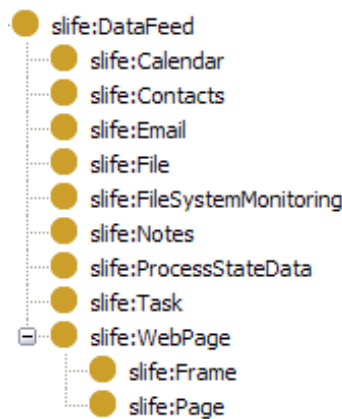 slife:DataFeed
slife:Calendar
slife:Contacts
slife:Email
slife:File
slife:FileSystemMonitoring
slife:Notes
slife:ProcessStateData
slife:Task
slife:WebPage
slife:Frame
slife:Page